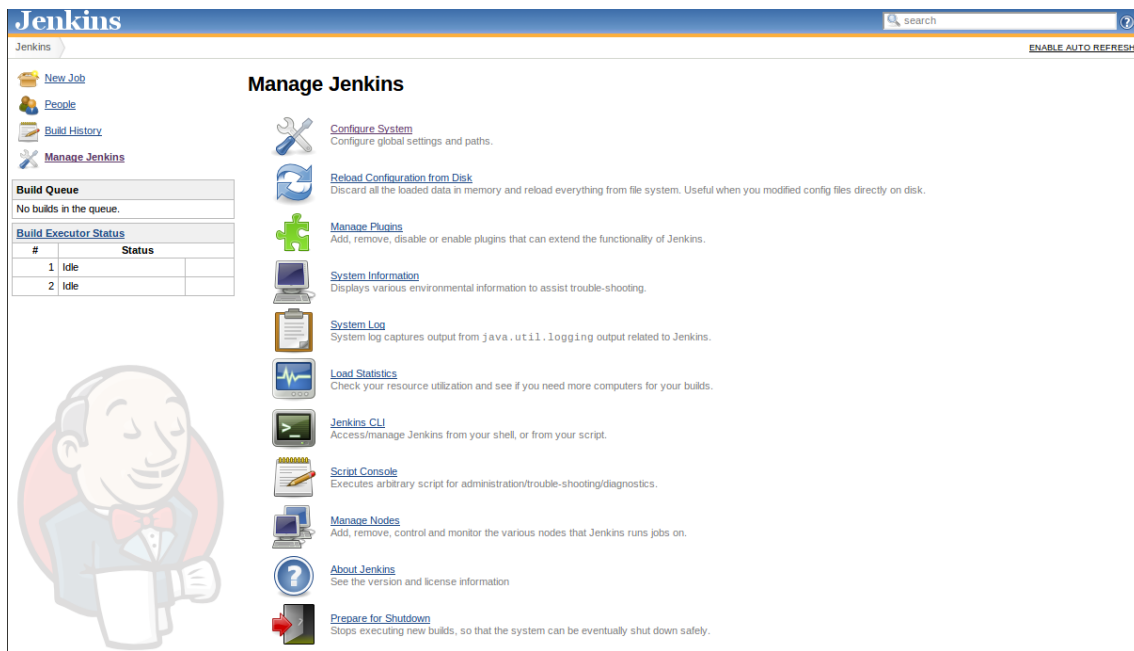 Jenkins
search
Jenkins
ENABLE AUTO REFRESH
New Job
People
Build History
Manage Jenkins
Build Queue
No builds in the queue.
Build Executor Status
# Status
1 Idle
2 Idle
Manage Jenkins
Configure System
Configure global settings and paths.
Reload Configuration from Disk
Discard all the loaded data in memory and reload everything from file system. Useful when you modified config files directly on disk.
Manage Plugins
Add, remove, disable or enable plugins that can extend the functionality of Jenkins.
System Information
Displays various environmental information to assist trouble-shooting.
System Log
System log captures output from java.util.logging output related to Jenkins.
Load Statistics
Check your resource utilization and see if you need more computers for your builds.
Jenkins CLI
Access/manage Jenkins from your shell, or from your script.
Script Console
Executes arbitrary script for administration/trouble-shooting/diagnostics.
Manage Nodes
Add, remove, control and monitor the various nodes that Jenkins runs jobs on.
About Jenkins
See the version and license information
Prepare for Shutdown
Stops executing new builds, so that the system can be eventually shut down safely.